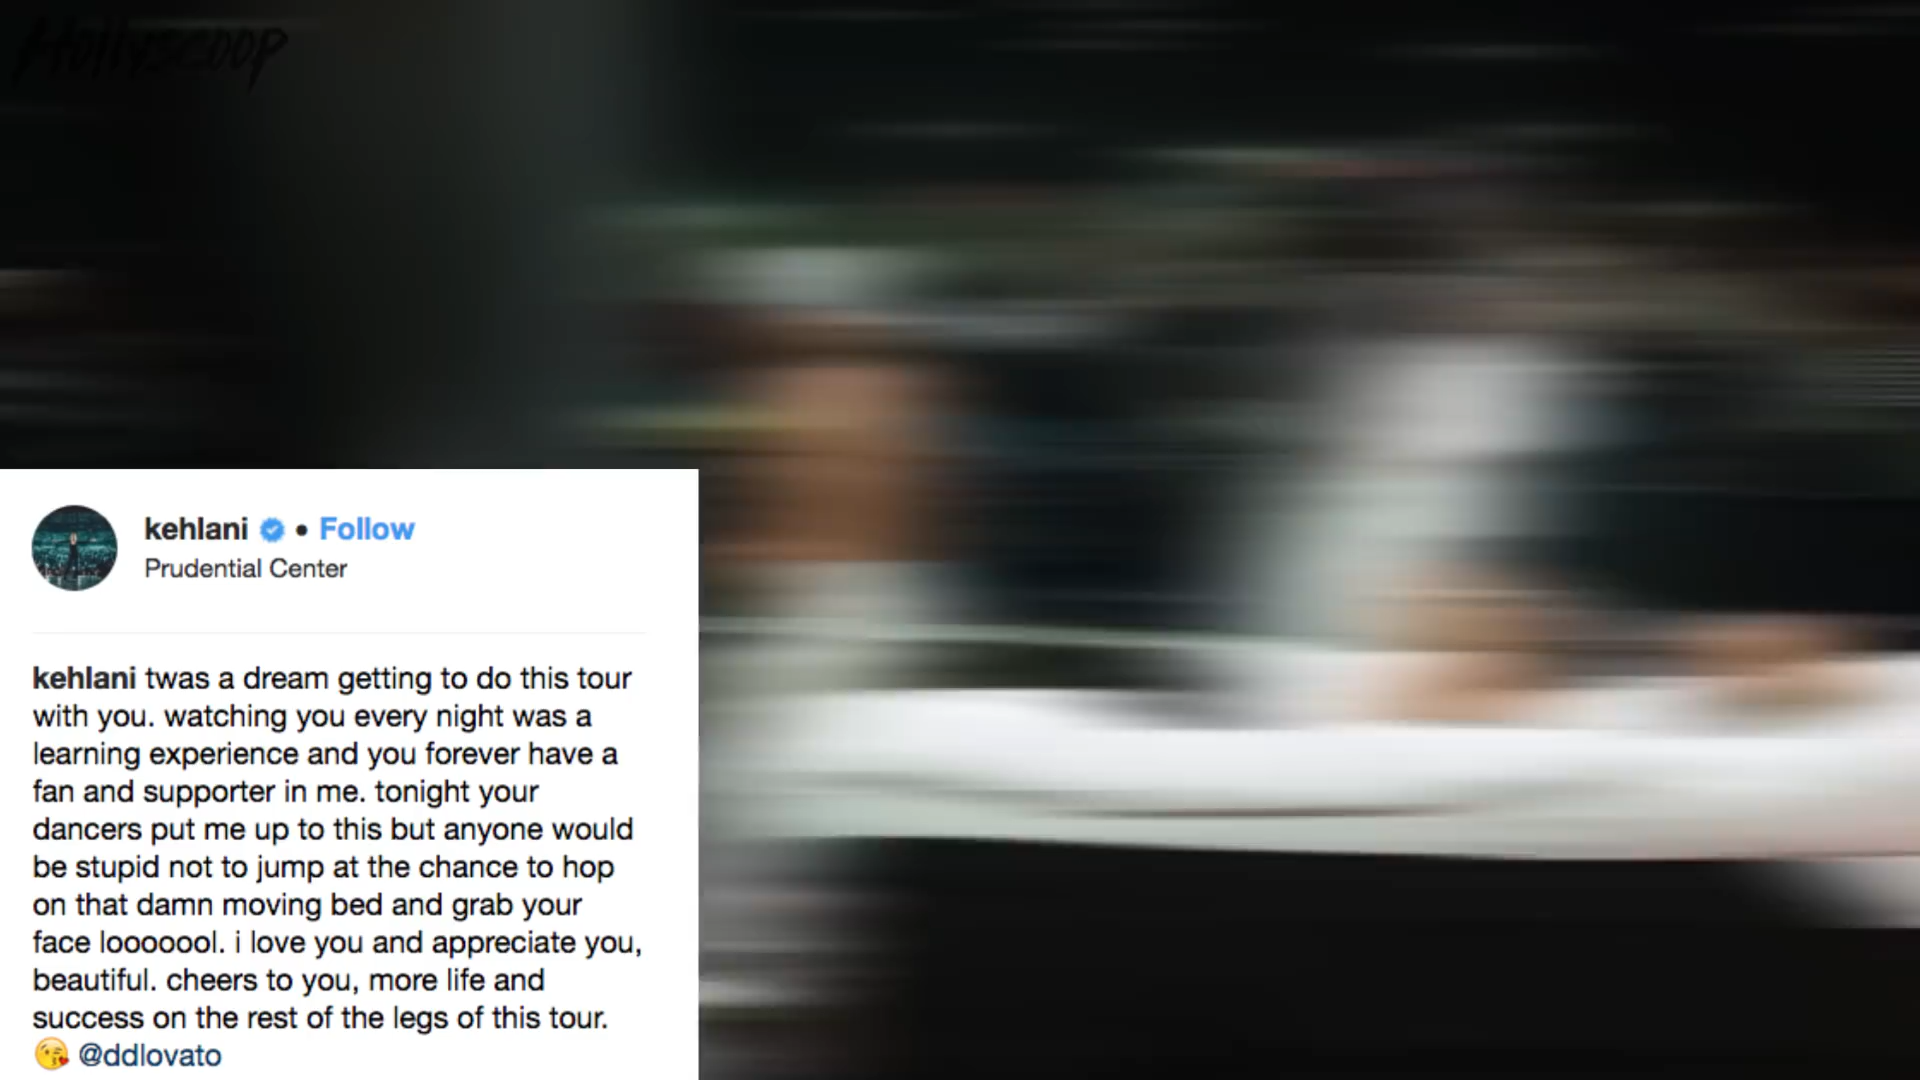 Hollyscoop
kehlani • Follow
Prudential Center
kehlani twas a dream getting to do this tour
with you. watching you every night was a
learning experience and you forever have a
fan and supporter in me. tonight your
dancers put me up to this but anyone would
be stupid not to jump at the chance to hop
on that damn moving bed and grab your
face looooool. i love you and appreciate you,
beautiful. cheers to you, more life and
success on the rest of the legs of this tour.
😘 @ddlovato